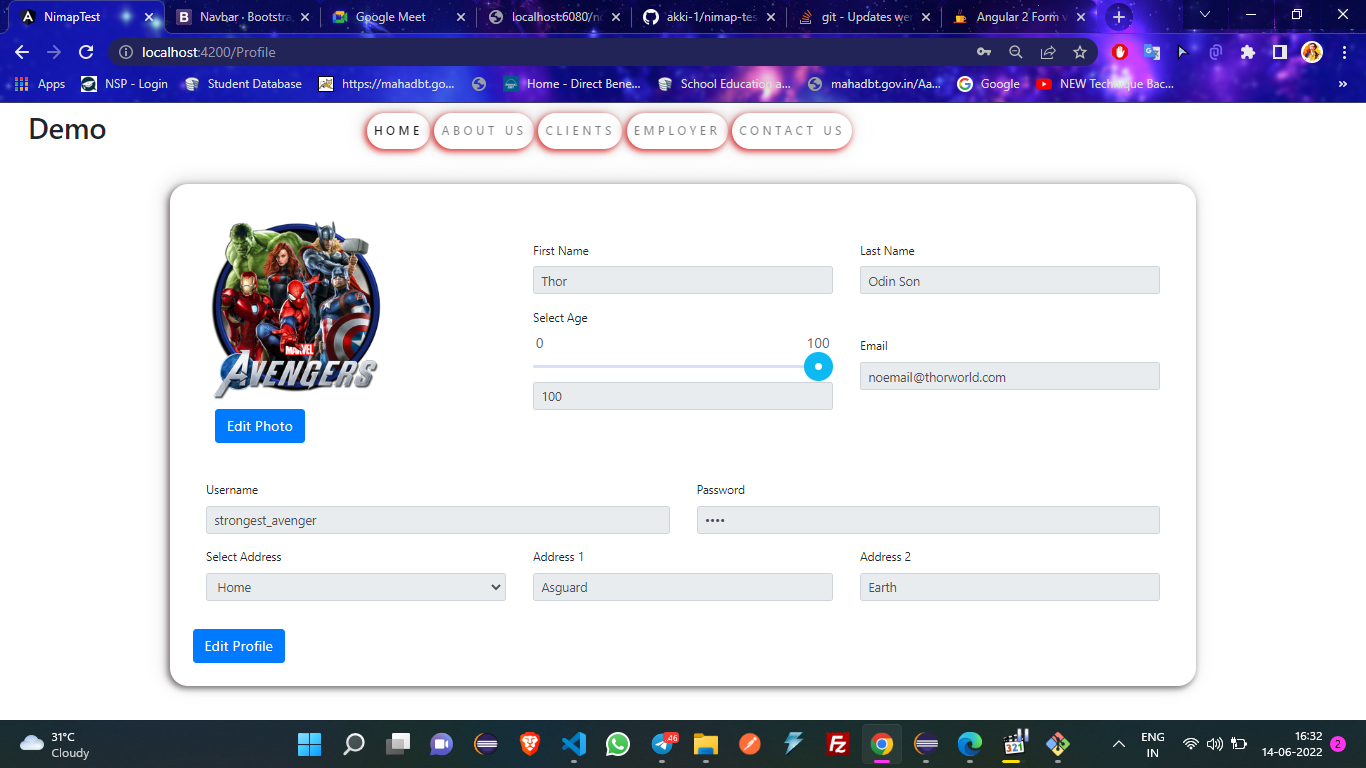 NimapTest
Navbar · Bootstra
Google Meet
localhost:6080/n
akki-1/nimap-tes
git - Updates wer
Angular 2 Form v
localhost:4200/Profile
Apps
NSP - Login
Student Database
https://mahadbt.go...
Home - Direct Bene...
School Education a...
mahadbt.gov.in/Aa...
Google
NEW Technique Bac...
»
Demo
HOME
ABOUT US
CLIENTS
EMPLOYER
CONTACT US
MARVEL
AVENGERS
Edit Photo
First Name
Thor
Last Name
Odin Son
Select Age
0
100
100
Email
noemail@thorworld.com
Username
strongest_avenger
Password
••••
Select Address
Home
Address 1
Asguard
Address 2
Earth
Edit Profile
31°C
Cloudy
46
Fz
321
ENG
IN
16:32
14-06-2022
2